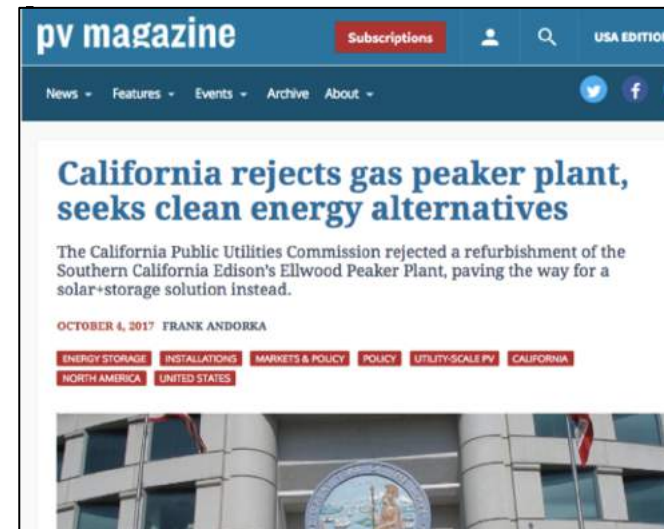 pv magazine
Subscriptions
USA EDITION
News
Features
Events
Archive
About
California rejects gas peaker plant,
seeks clean energy alternatives
The California Public Utilities Commission rejected a refurbishment of the
Southern California Edison's Ellwood Peaker Plant, paving the way for a
solar+storage solution instead.
OCTOBER 4, 2017 FRANK ANDORKA
ENERGY STORAGE INSTALLATIONS MARKETS & POLICY POLICY UTILITY-SCALE PV CALIFORNIA
NORTH AMERICA UNITED STATES